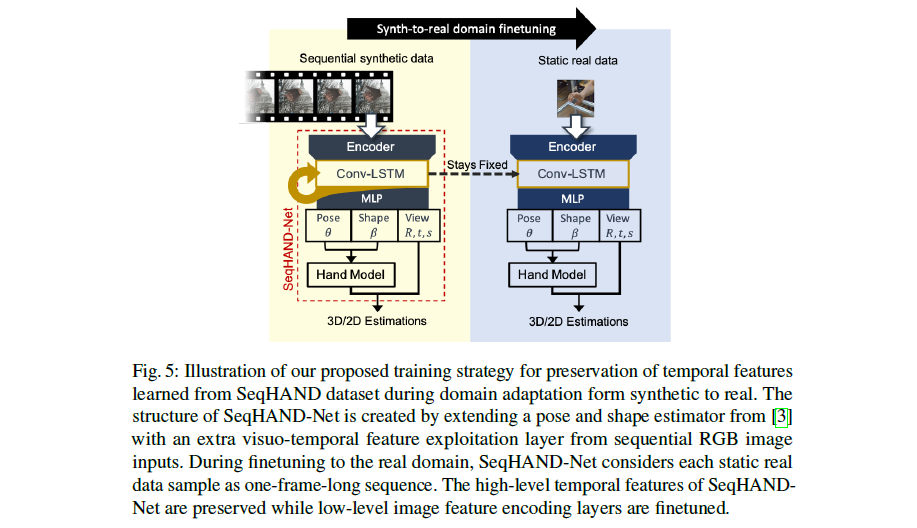 Synth-to-real domain finetuning
Sequential synthetic data
Static real data
Encoder
Conv-LSTM
MLP
Pose θ
Shape β
View R, t, s
Hand Model
3D/2D Estimations
SeqHAND-Net
Stays Fixed
Encoder
Conv-LSTM
MLP
Pose θ
Shape β
View R, t, s
Hand Model
3D/2D Estimations
Fig. 5: Illustration of our proposed training strategy for preservation of temporal features
learned from SeqHAND dataset during domain adaptation form synthetic to real. The
structure of SeqHAND-Net is created by extending a pose and shape estimator from [3]
with an extra visuo-temporal feature exploitation layer from sequential RGB image
inputs. During finetuning to the real domain, SeqHAND-Net considers each static real
data sample as one-frame-long sequence. The high-level temporal features of SeqHAND-
Net are preserved while low-level image feature encoding layers are finetuned.